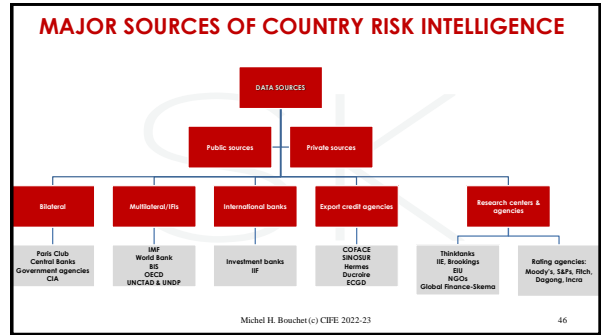 MAJOR SOURCES OF COUNTRY RISK INTELLIGENCE
DATA SOURCES
Public sources
Private sources
Bilateral
Multilateral/IFIs
International banks
Export credit agencies
Research centers &
agencies
Paris Club
Central Banks
Government agencies
CIA
IMF
World Bank
BIS
OECD
UNCTAD & UNDP
Investment banks
IIF
COFACE
SINOSUR
Hermes
Ducroire
ECGD
Thinktanks
IIE, Brookings
EIU
NGOs
Global Finance-Skema
Rating agencies:
Moody's, S&Ps, Fitch,
Dagong, Incra
Michel H. Bouchet (c) CIFE 2022-23
46
SK